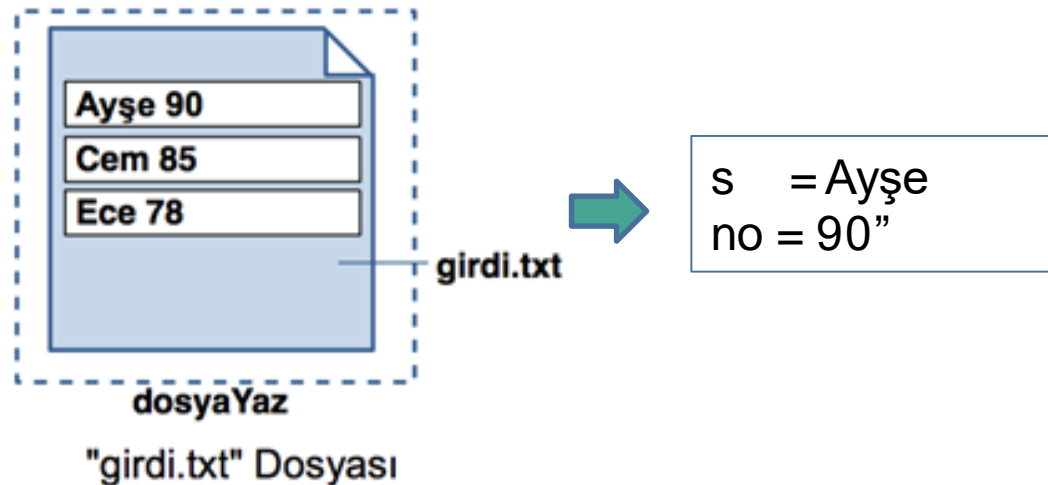 Ayşe 90
Cem 85
Ece 78
girdi.txt
dosyaYaz
"girdi.txt" Dosyası
s = Ayşe
no = 90”